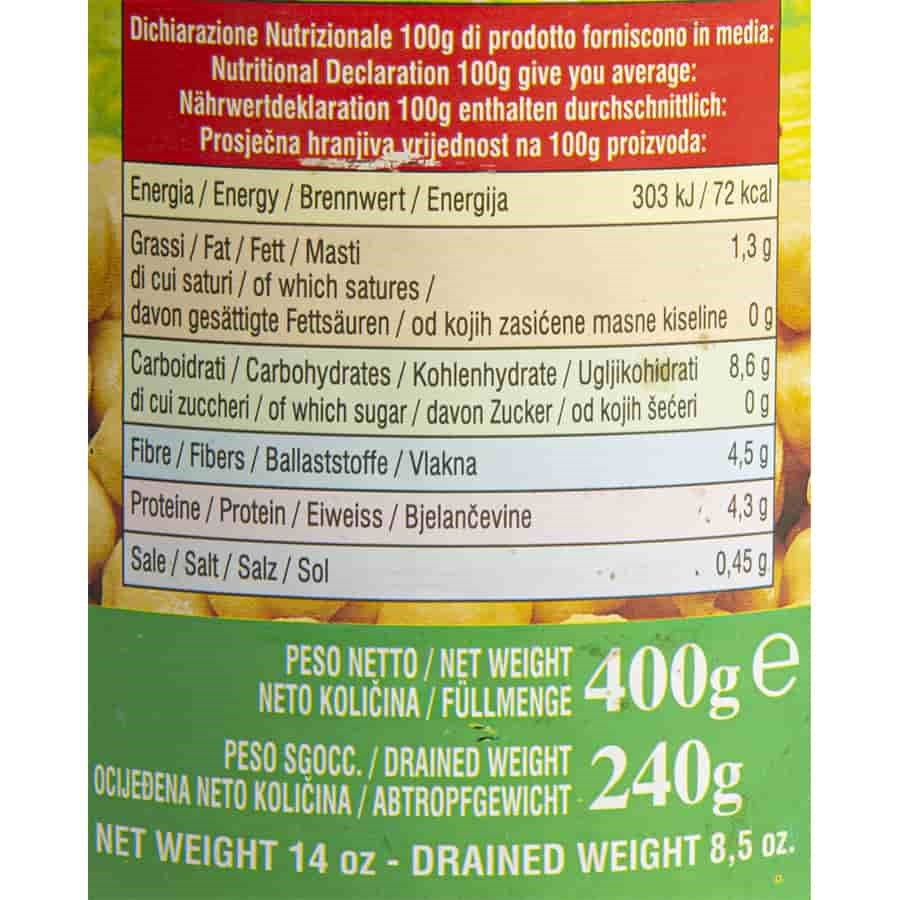 Dichiarazione Nutrizionale 100g di prodotto forniscono in media:
Nutritional Declaration 100g give you average:
Nährwertdeklaration 100g enthalten durchschnittlich:
Prosječna hranjiva vrijednost na 100g proizvoda:
Energia / Energy / Brennwert / Energija 303 kJ / 72 kcal
Grassi / Fat / Fett / Masti 1,3 g
di cui saturi / of which satures /
davon gesättigte Fettsäuren / od kojih zasićene masne kiseline 0 g
Carboidrati / Carbohydrates / Kohlenhydrate / Ugljikohidrati 8,6 g
di cui zuccheri / of which sugar / davon Zucker / od kojih šećeri 0 g
Fibre / Fibers / Ballaststoffe / Vlakna 4,5 g
Proteine / Protein / Eiweiss / Bjelančevine 4,3 g
Sale / Salt / Salz / Sol 0,45 g
PESO NETTO / NET WEIGHT
NETO KOLIČINA / FÜLLMENGE 400g e
PESO SGOCC. / DRAINED WEIGHT
OCIJEĐENA NETO KOLIČINA / ABTROPFGEWICHT 240g
NET WEIGHT 14 oz - DRAINED WEIGHT 8,5 oz.